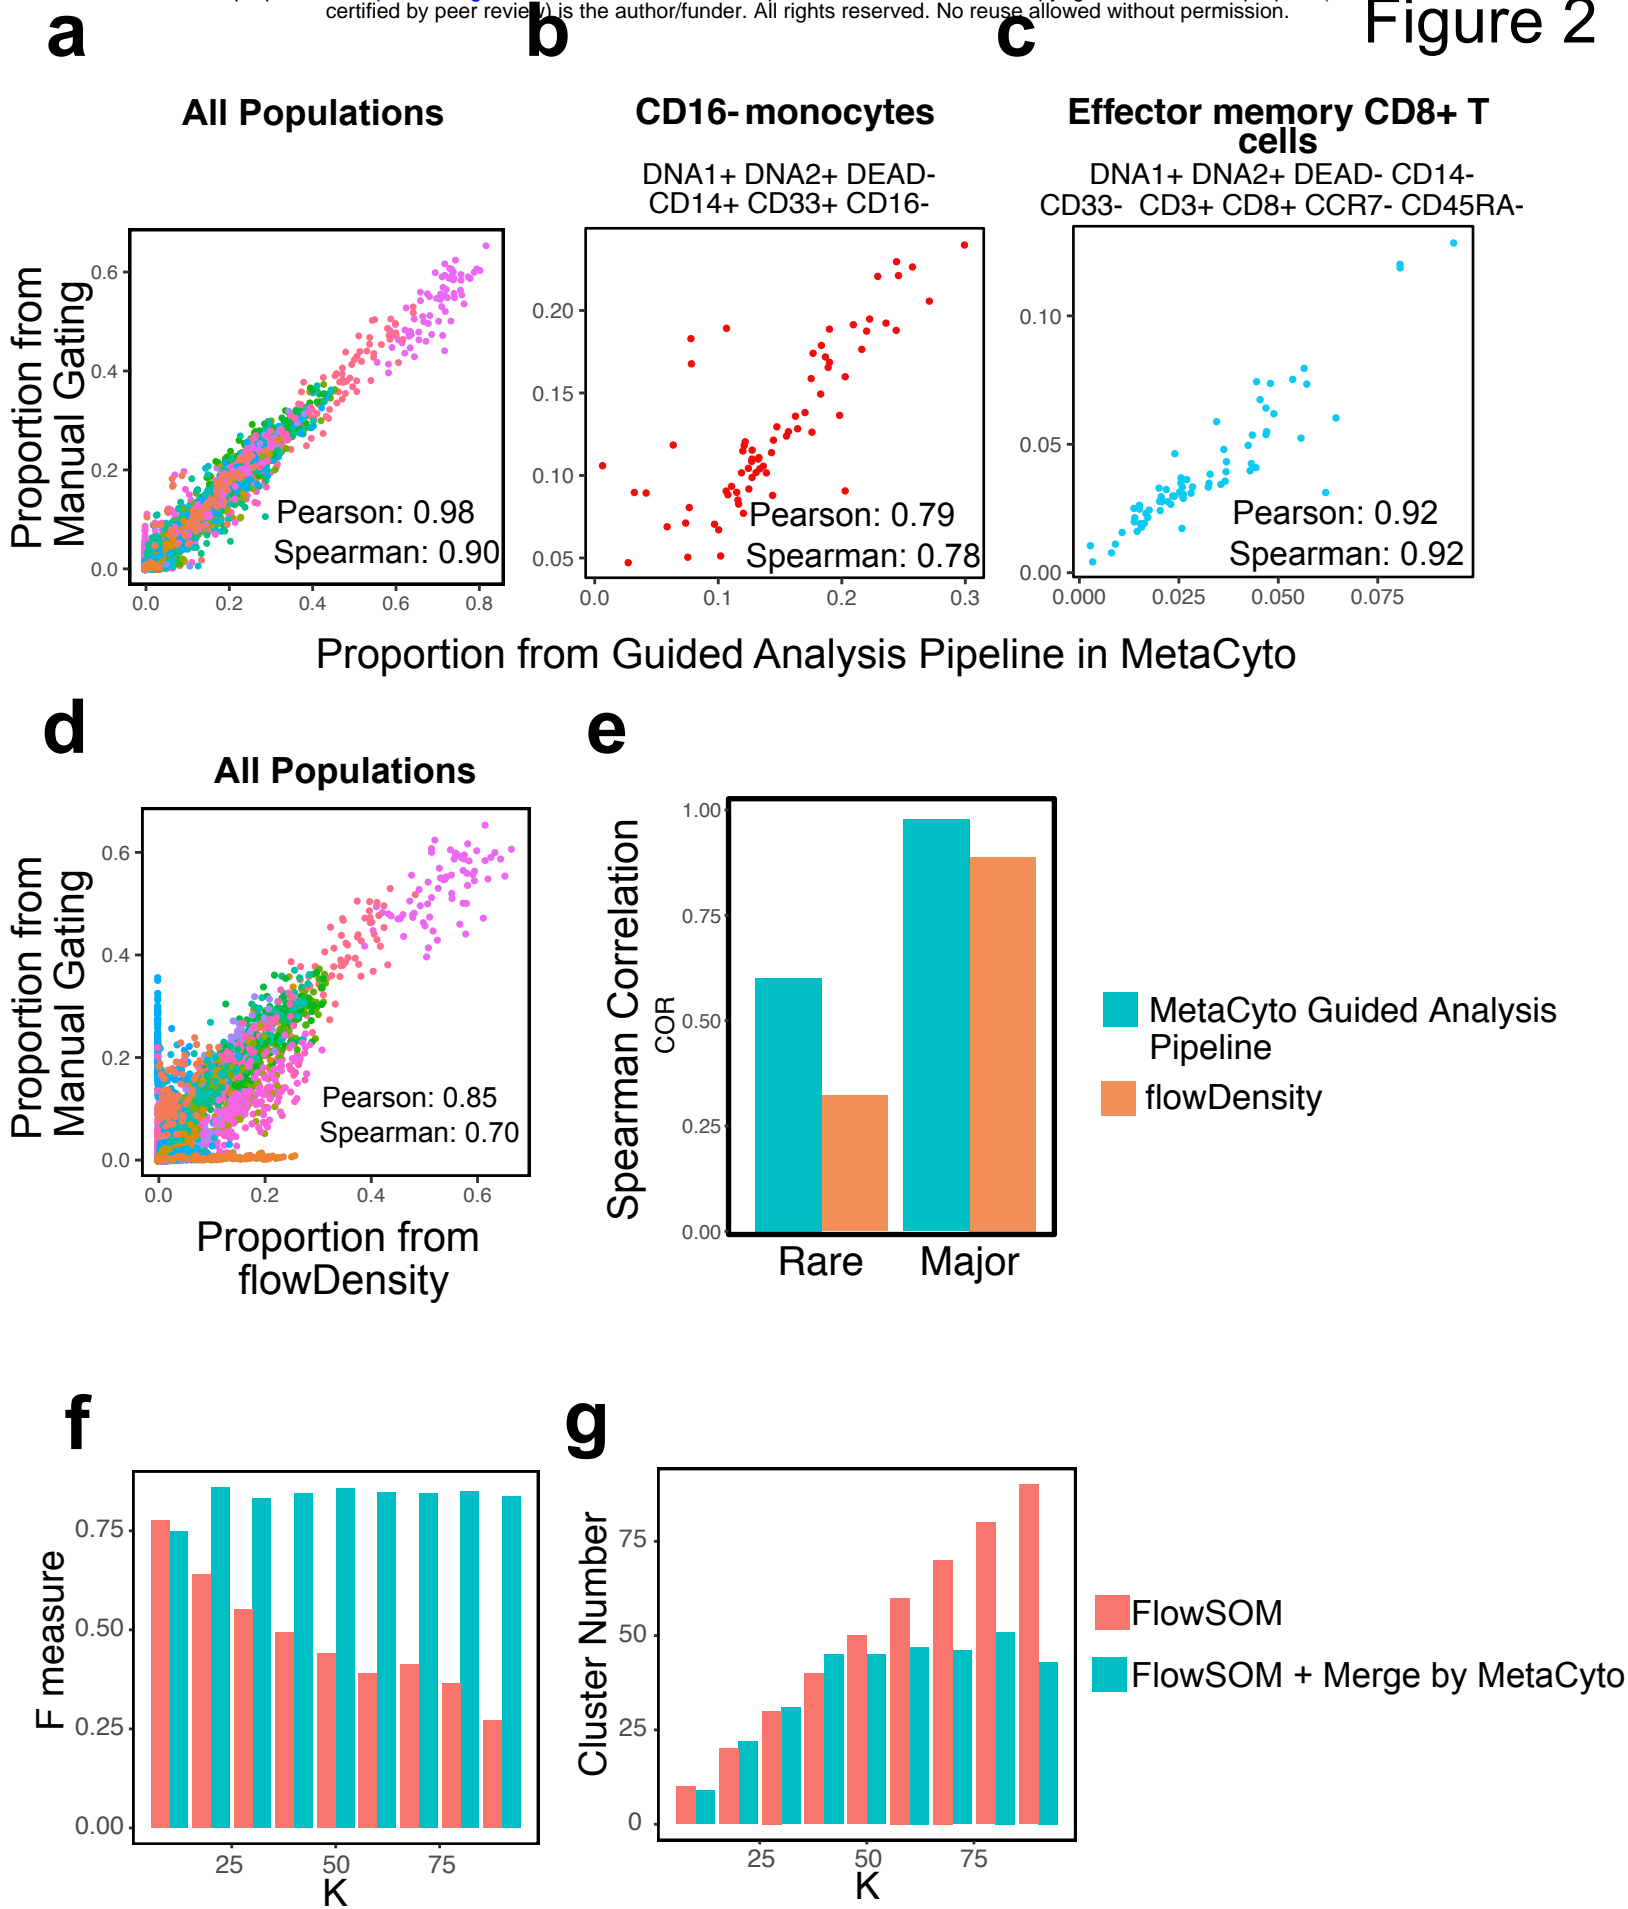 certified by peer review) is the author/funder. All rights reserved. No reuse allowed without permission.
Figure 2
a
b
c
All Populations
CD16- monocytes
DNA1+ DNA2+ DEAD-
CD14+ CD33+ CD16-
Effector memory CD8+ T
cells
DNA1+ DNA2+ DEAD- CD14-
CD33- CD3+ CD8+ CCR7- CD45RA-
Proportion from
Manual Gating
0.6
0.4
0.2
0.0
0.0
0.2
0.4
0.6
0.8
Pearson: 0.98
Spearman: 0.90
0.20
0.15
0.10
0.05
0.0
0.1
0.2
0.3
Pearson: 0.79
Spearman: 0.78
0.10
0.05
0.00
0.000
0.025
0.050
0.075
Pearson: 0.92
Spearman: 0.92
Proportion from Guided Analysis Pipeline in MetaCyto
d
All Populations
Proportion from
Manual Gating
0.6
0.4
0.2
0.0
0.0
0.2
0.4
0.6
Pearson: 0.85
Spearman: 0.70
Proportion from
flowDensity
e
Spearman Correlation
COR
1.00
0.75
0.50
0.25
0.00
Rare
Major
MetaCyto Guided Analysis
Pipeline
flowDensity
f
F measure
0.75
0.50
0.25
0.00
25
50
75
K
g
Cluster Number
75
50
25
0
25
50
75
K
FlowSOM
FlowSOM + Merge by MetaCyto